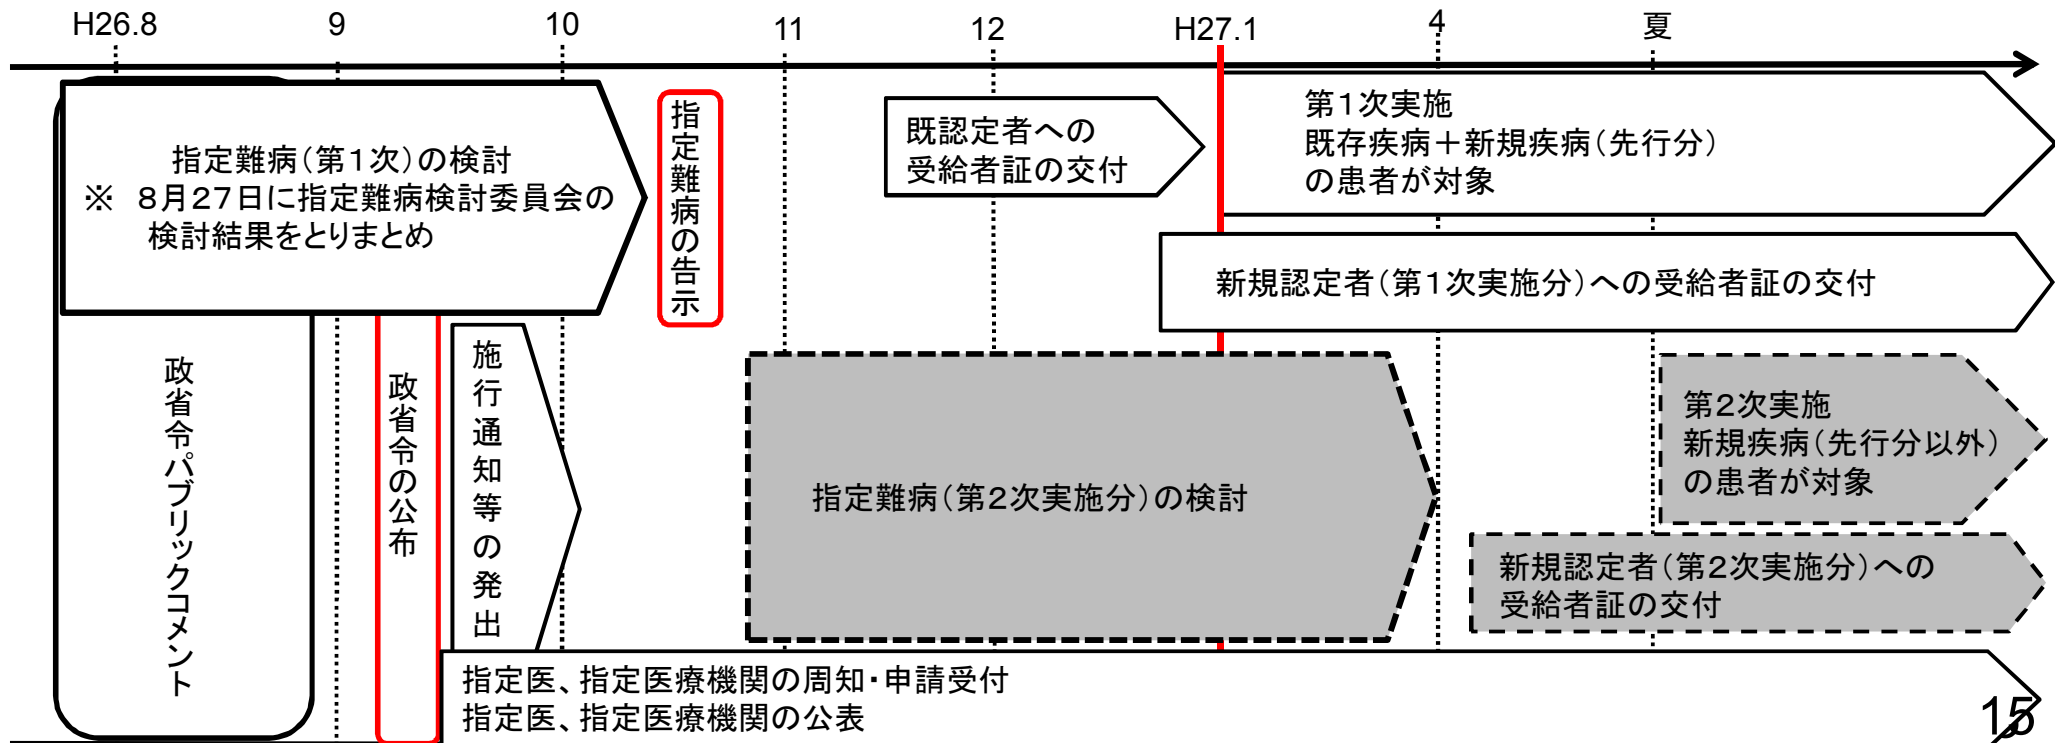 H26.8
9
10
11
12
H27.1
4
夏
指定難病(第1次)の検討
※ 8月27日に指定難病検討委員会の
検討結果をとりまとめ
指定難病の告示
既認定者への
受給者証の交付
第1次実施
既存疾病+新規疾病(先行分)
の患者が対象
新規認定者(第1次実施分)への受給者証の交付
政省令パブリックコメント
政省令の公布
施行通知等の発出
指定難病(第2次実施分)の検討
第2次実施
新規疾病(先行分以外)
の患者が対象
新規認定者(第2次実施分)への
受給者証の交付
指定医、指定医療機関の周知・申請受付
指定医、指定医療機関の公表
15